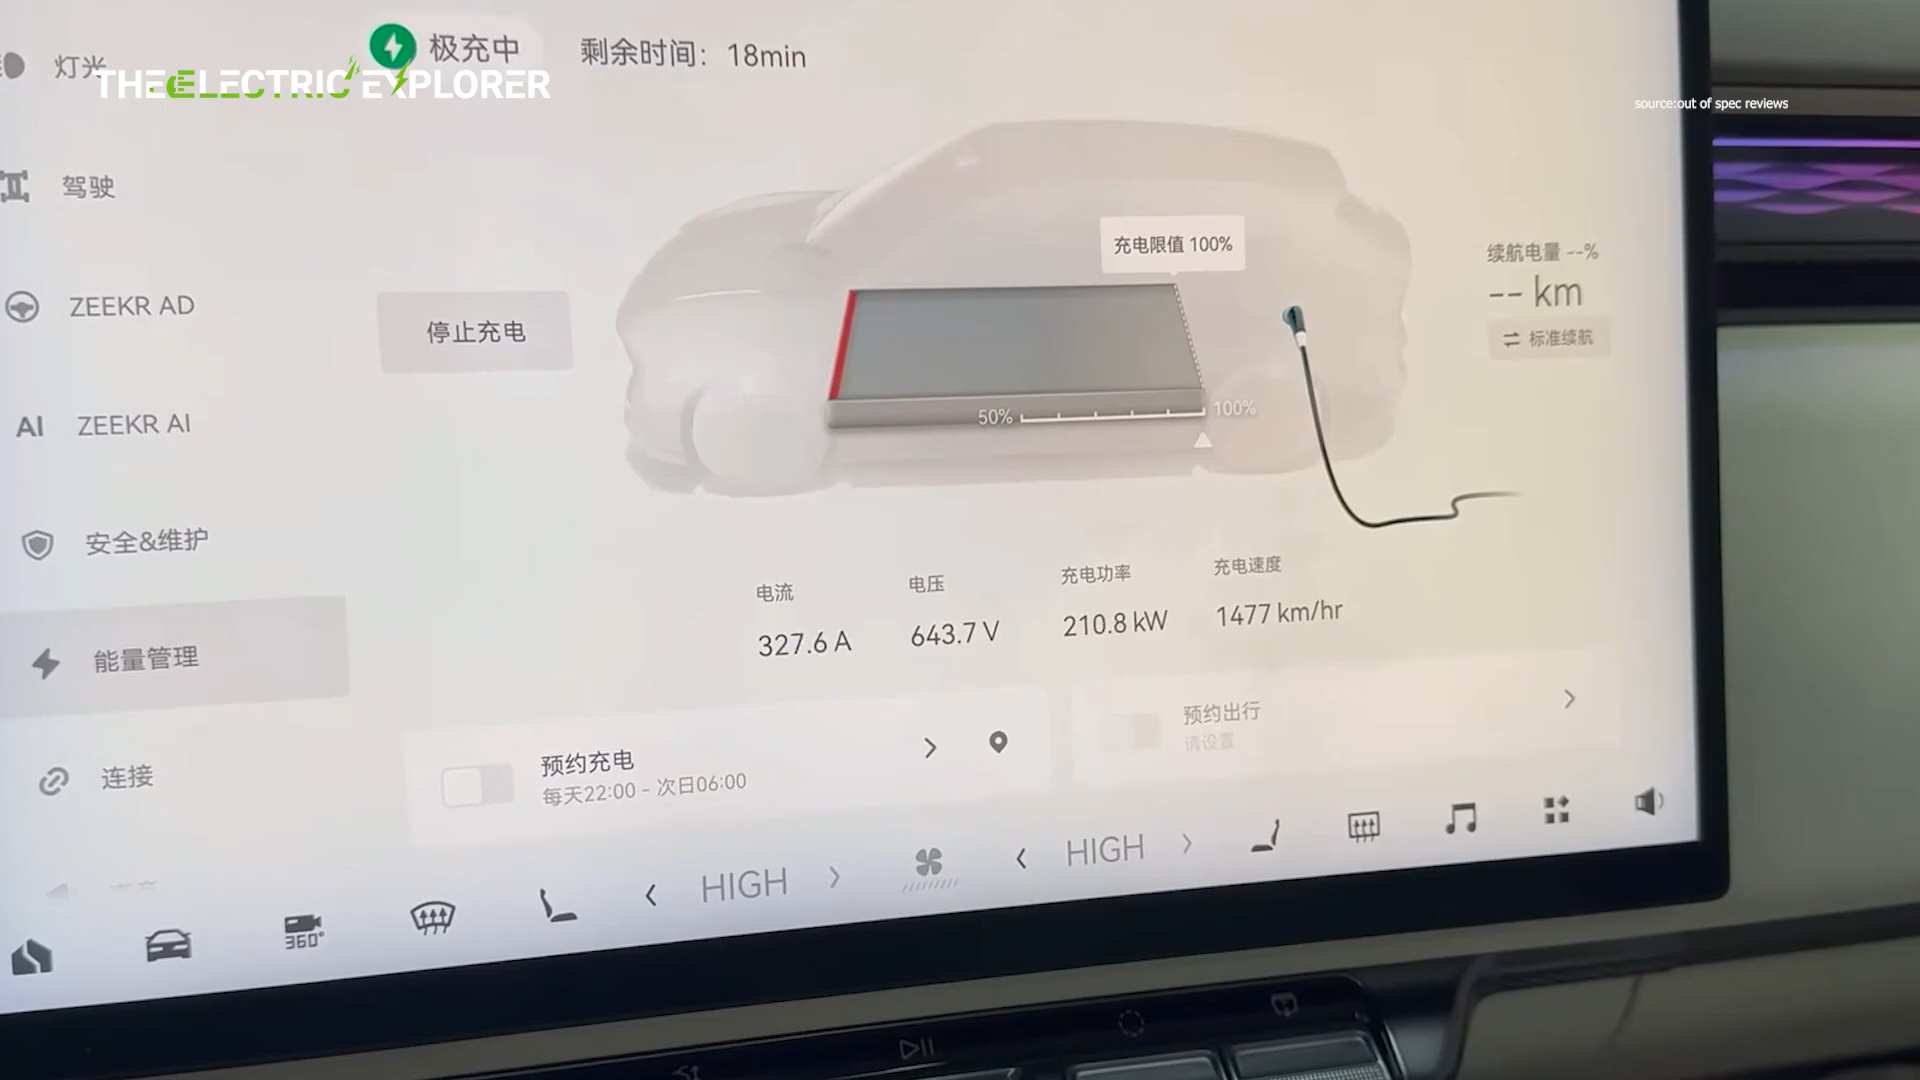 灯光
极充中
剩余时间：18min
THE ELECTRIC EXPLORER
source:out of spec reviews
驾驶
充电限值 100%
续航电量 --%
-- km
标准续航
ZEEKR AD
停止充电
50%
100%
AI ZEEKR AI
安全&维护
电流
电压
充电功率
充电速度
327.6 A
643.7 V
210.8 kW
1477 km/hr
能量管理
预约充电
每天22:00 - 次日06:00
预约出行
请设置
连接
360°
HIGH
HIGH